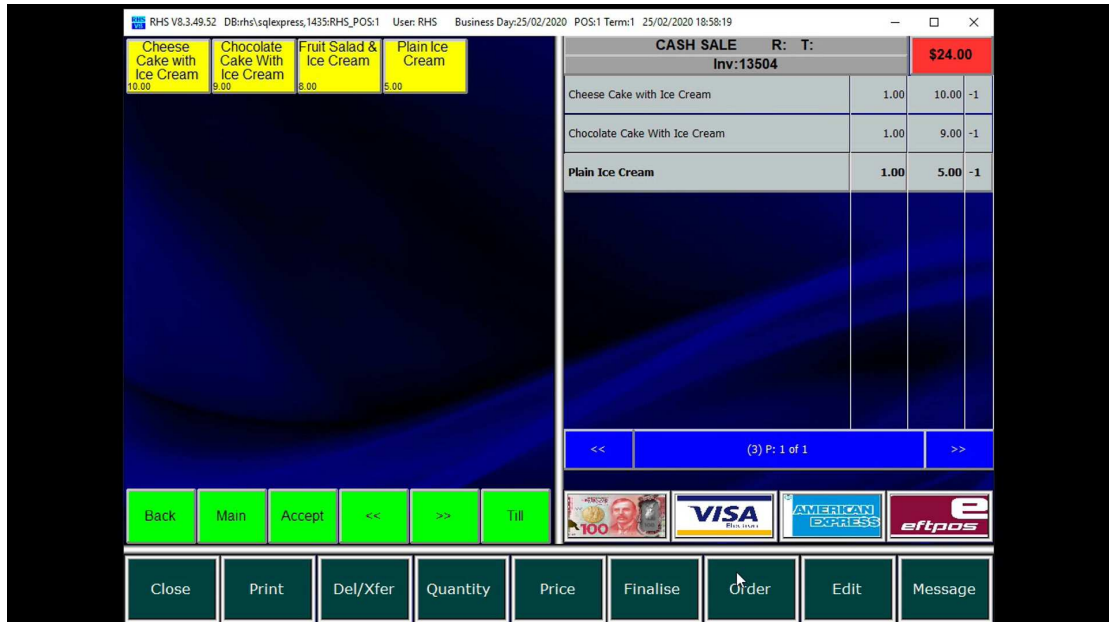 RHS V8.3.49.52 DB:rhs\sqlexpress,1435:RHS_POS:1 User: RHS Business Day:25/02/2020 POS:1 Term:1 25/02/2020 18:58:19
Cheese
Cake with
Ice Cream
10.00
Chocolate
Cake With
Ice Cream
9.00
Fruit Salad &
Ice Cream
8.00
Plain Ice
Cream
5.00
CASH SALE R: T:
Inv:13504
$24.00
Cheese Cake with Ice Cream 1.00 10.00 -1
Chocolate Cake With Ice Cream 1.00 9.00 -1
Plain Ice Cream 1.00 5.00 -1
<< (3) P: 1 of 1 >>
Back Main Accept << >> Till
100
VISA
AMERICAN
EXPRESS
e
eftpos
Close Print Del/Xfer Quantity Price Finalise Order Edit Message